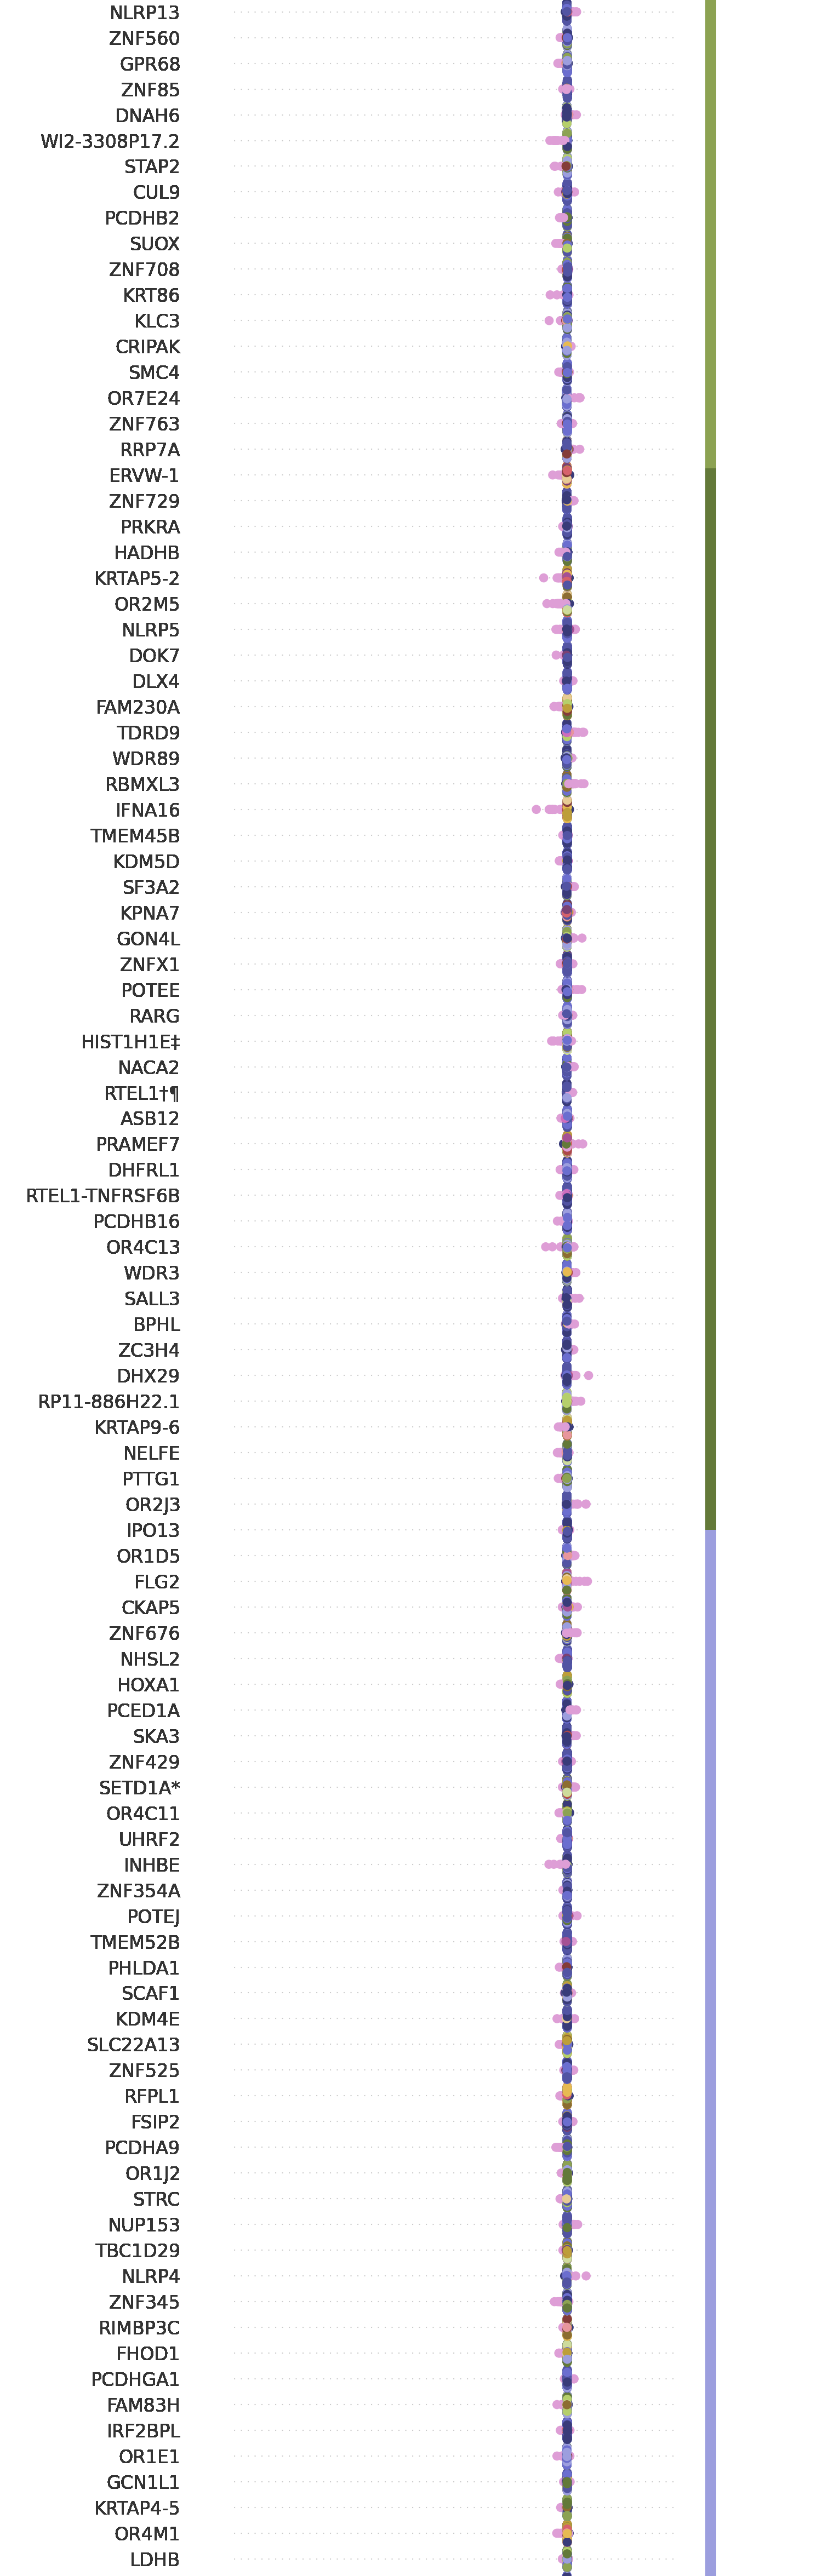 NLRP13
ZNF560
GPR68
ZNF85
DNAH6
WI2-3308P17.2
STAP2
CUL9
PCDHB2
SUOX
ZNF708
KRT86
KLC3
CRIPAK
SMC4
OR7E24
ZNF763
RRP7A
ERVW-1
ZNF729
PRKRA
HADHB
KRTAP5-2
OR2M5
NLRP5
DOK7
DLX4
FAM230A
TDRD9
WDR89
RBMXL3
IFNA16
TMEM45B
KDM5D
SF3A2
KPNA7
GON4L
ZNFX1
POTEE
RARG
HIST1H1E‡
NACA2
RTEL1†¶
ASB12
PRAMEF7
DHFRL1
RTEL1-TNFRSF6B
PCDHB16
OR4C13
WDR3
SALL3
BPHL
ZC3H4
DHX29
RP11-886H22.1
KRTAP9-6
NELFE
PTTG1
OR2J3
IPO13
OR1D5
FLG2
CKAP5
ZNF676
NHSL2
HOXA1
PCED1A
SKA3
ZNF429
SETD1A*
OR4C11
UHRF2
INHBE
ZNF354A
POTEJ
TMEM52B
PHLDA1
SCAF1
KDM4E
SLC22A13
ZNF525
RFPL1
FSIP2
PCDHA9
OR1J2
STRC
NUP153
TBC1D29
NLRP4
ZNF345
RIMBP3C
FHOD1
PCDHGA1
FAM83H
IRF2BPL
OR1E1
GCN1L1
KRTAP4-5
OR4M1
LDHB